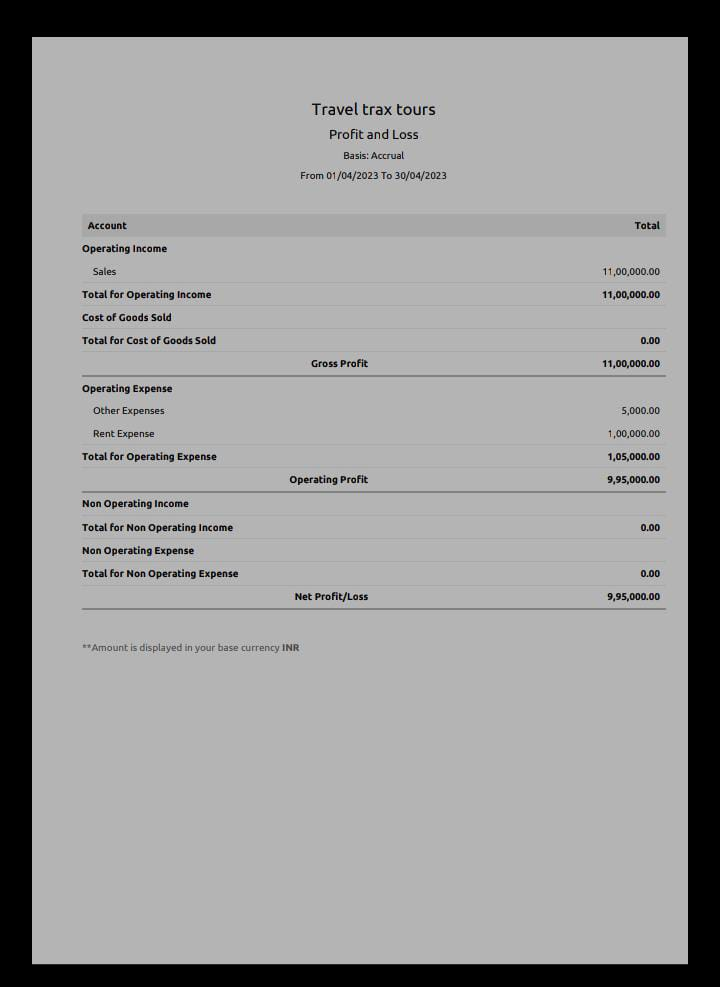 Travel trax tours
Profit and Loss
Basis: Accrual
From 01/04/2023 To 30/04/2023
Account Total
Operating Income
Sales 11,00,000.00
Total for Operating Income 11,00,000.00
Cost of Goods Sold
Total for Cost of Goods Sold 0.00
Gross Profit 11,00,000.00
Operating Expense
Other Expenses 5,000.00
Rent Expense 1,00,000.00
Total for Operating Expense 1,05,000.00
Operating Profit 9,95,000.00
Non Operating Income
Total for Non Operating Income 0.00
Non Operating Expense
Total for Non Operating Expense 0.00
Net Profit/Loss 9,95,000.00
**Amount is displayed in your base currency INR